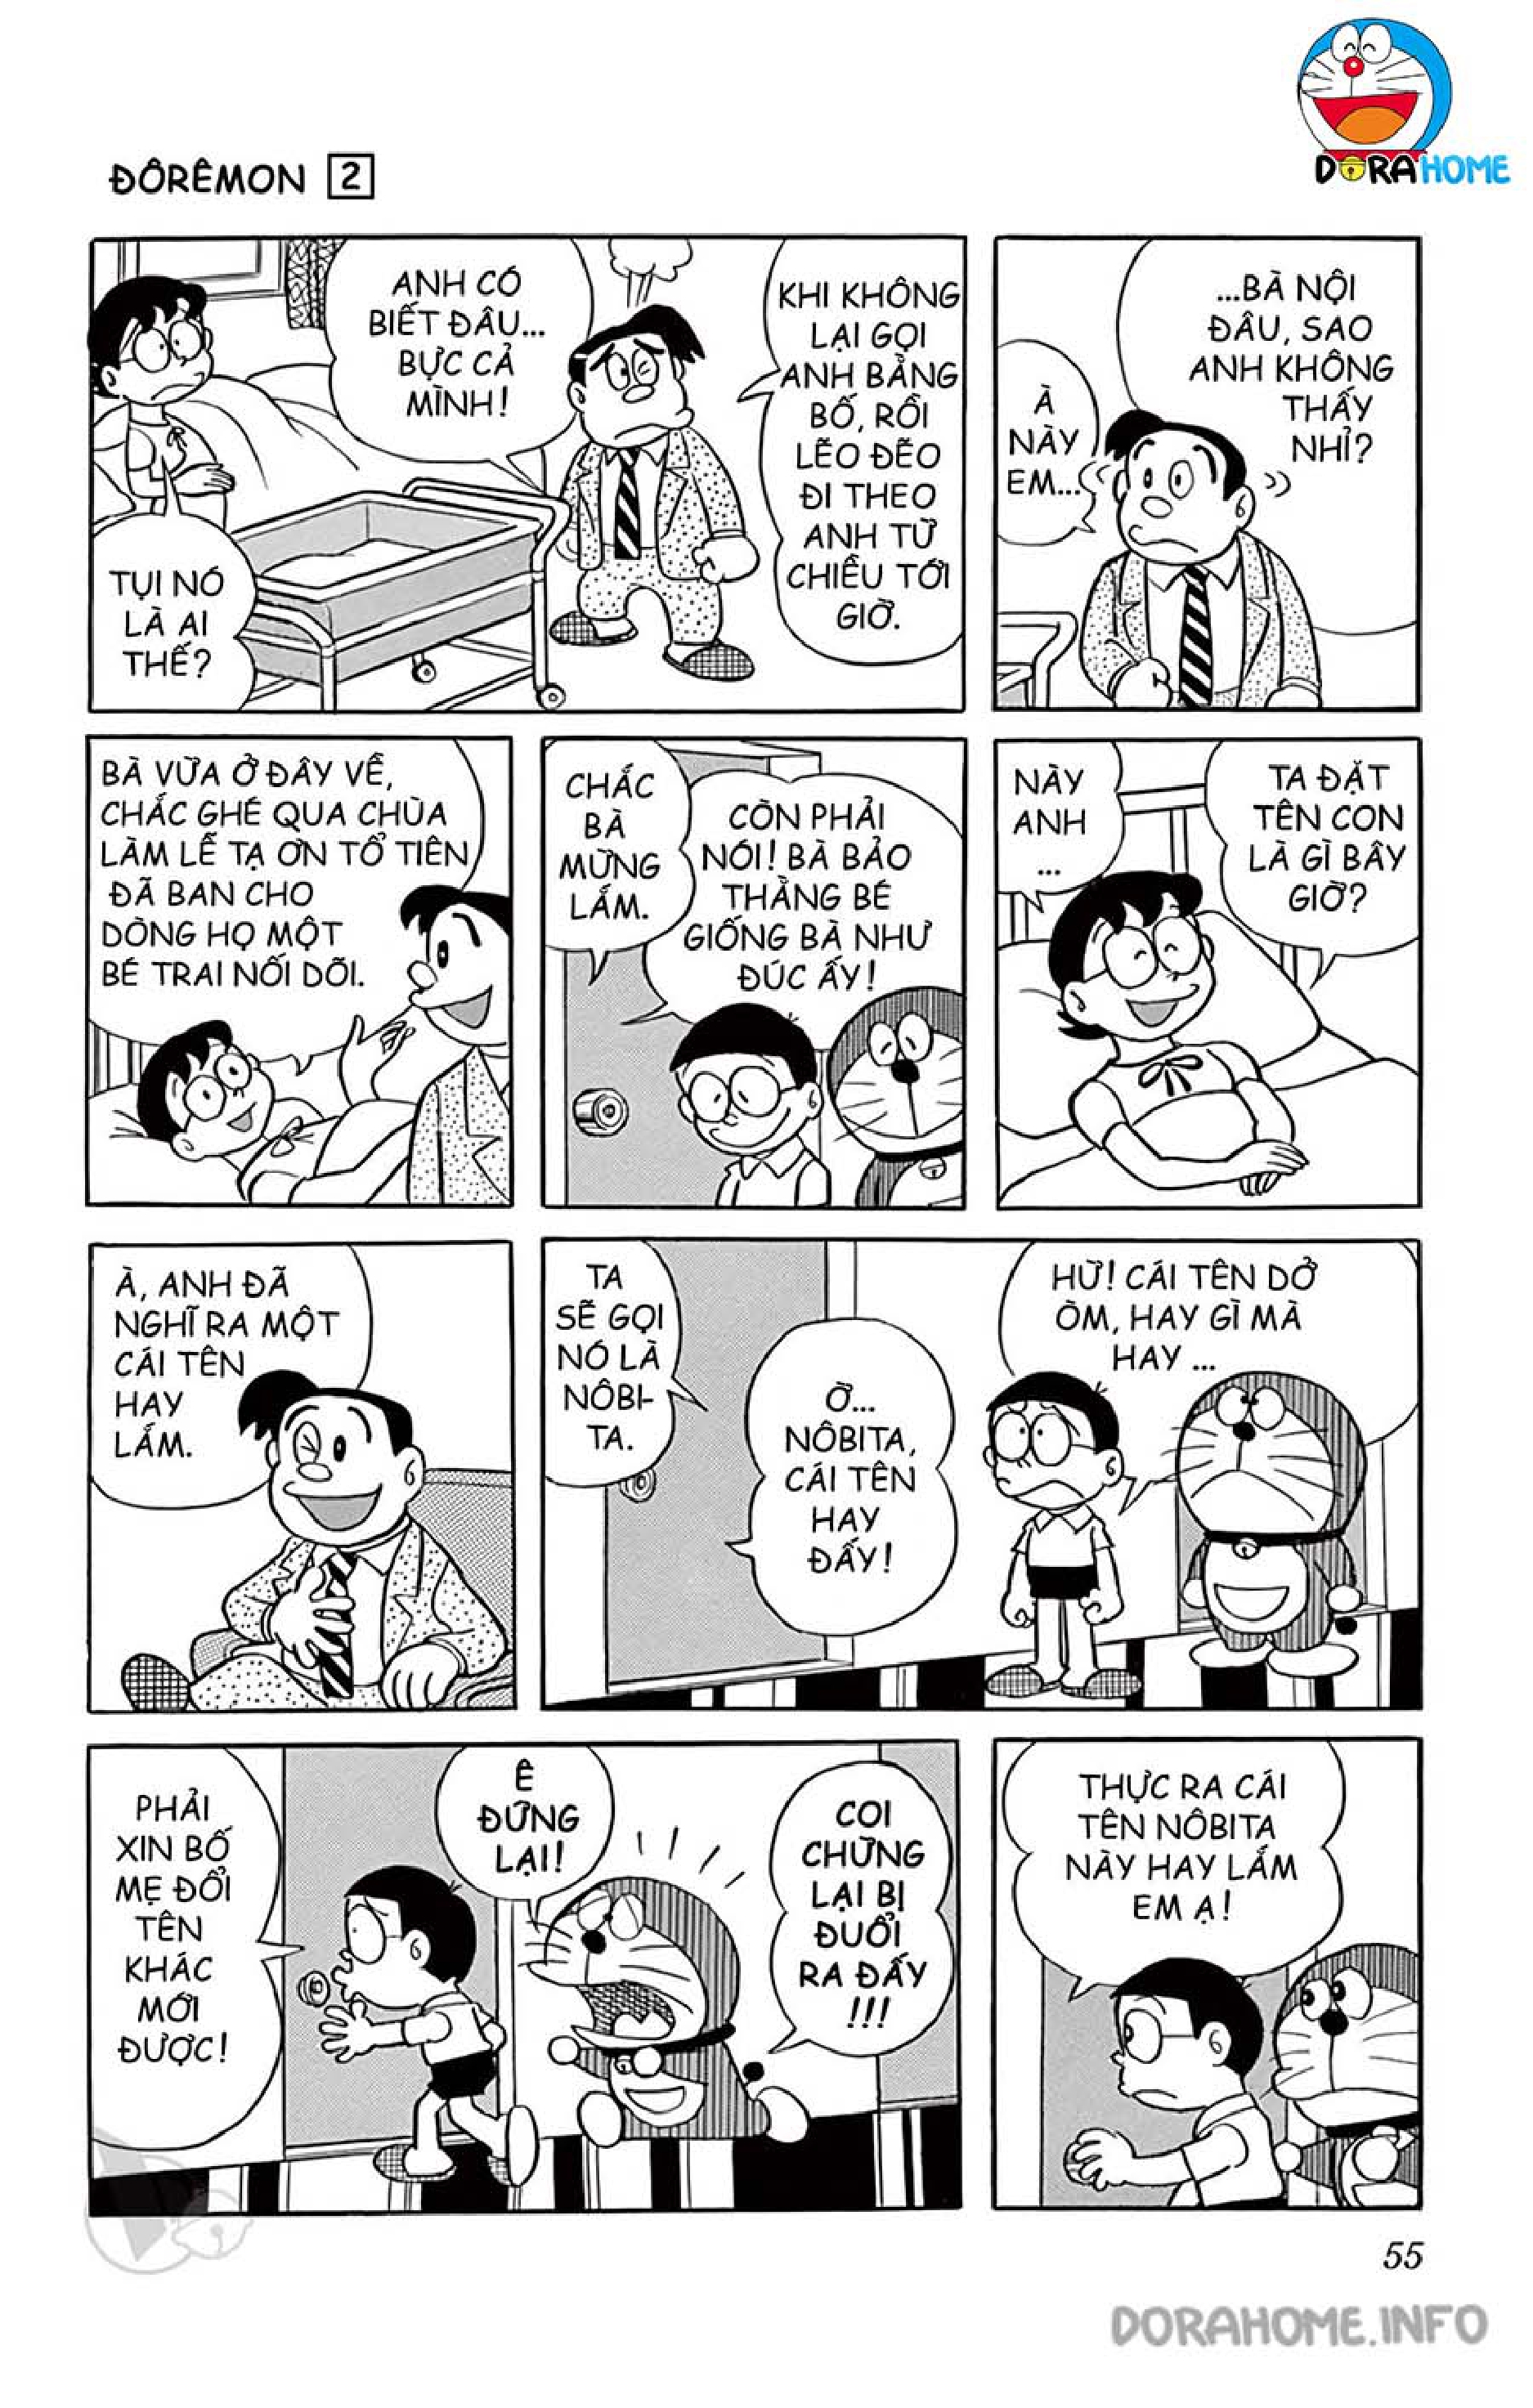 DORAHOME
ĐÔRÊMON 2
ANH CÓ
BIẾT ĐÂU...
BỰC CẢ
MÌNH!
TỤI NÓ
LÀ AI
THẾ?
KHI KHÔNG
LẠI GỌI
ANH BẰNG
BỐ, RỒI
LẼO ĐẼO
ĐI THEO
ANH TỪ
CHIỀU TỚI
GIỜ.
À
NÀY
EM...
...BÀ NỘI
ĐÂU, SAO
ANH KHÔNG
THẤY
NHỈ?
BÀ VỪA Ở ĐÂY VỀ,
CHẮC GHÉ QUA CHÙA
LÀM LỄ TẠ ƠN TỔ TIÊN
ĐÃ BAN CHO
DÒNG HỌ MỘT
BÉ TRAI NỐI DÕI.
CHẮC
BÀ
MỪNG
LẮM.
CÒN PHẢI
NÓI! BÀ BẢO
THẰNG BÉ
GIỐNG BÀ NHƯ
ĐÚC ẤY!
NÀY
ANH
...
TA ĐẶT
TÊN CON
LÀ GÌ BÂY
GIỜ?
À, ANH ĐÃ
NGHĨ RA MỘT
CÁI TÊN
HAY
LẮM.
TA
SẼ GỌI
NÓ LÀ
NÔBI-
TA.
Ờ...
NÔBITA,
CÁI TÊN
HAY
ĐẤY!
HỪ! CÁI TÊN DỞ
ÒM, HAY GÌ MÀ
HAY ...
PHẢI
XIN BỐ
MẸ ĐỔI
TÊN
KHÁC
MỚI
ĐƯỢC!
Ê
ĐỨNG
LẠI!
COI
CHỪNG
LẠI BỊ
ĐUỔI
RA ĐẤY
!!!
THỰC RA CÁI
TÊN NÔBITA
NÀY HAY LẮM
EM Ạ!
55
DORAHOME.INFO